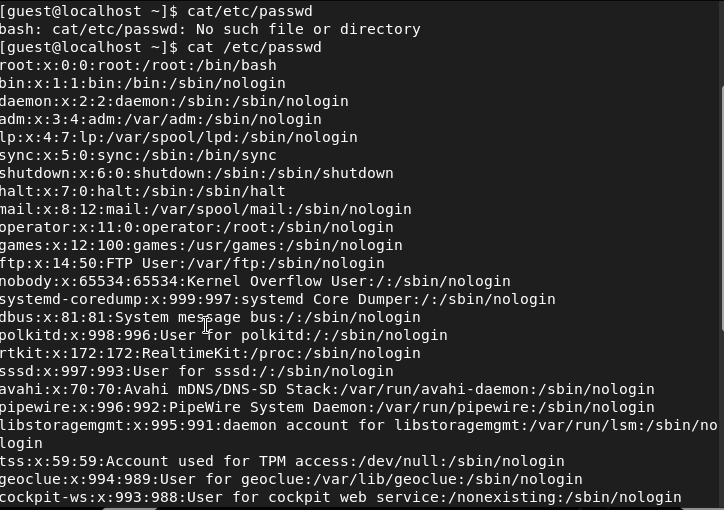 [guest@localhost ~]$ cat/etc/passwd
bash: cat/etc/passwd: No such file or directory
[guest@localhost ~]$ cat /etc/passwd
root:x:0:0:root:/root:/bin/bash
bin:x:1:1:bin:/bin:/sbin/nologin
daemon:x:2:2:daemon:/sbin:/sbin/nologin
adm:x:3:4:adm:/var/adm:/sbin/nologin
lp:x:4:7:lp:/var/spool/lpd:/sbin/nologin
sync:x:5:0:sync:/sbin:/bin/sync
shutdown:x:6:0:shutdown:/sbin:/sbin/shutdown
halt:x:7:0:halt:/sbin:/sbin/halt
mail:x:8:12:mail:/var/spool/mail:/sbin/nologin
operator:x:11:0:operator:/root:/sbin/nologin
games:x:12:100:games:/usr/games:/sbin/nologin
ftp:x:14:50:FTP User:/var/ftp:/sbin/nologin
nobody:x:65534:65534:Kernel Overflow User:/:/sbin/nologin
systemd-coredump:x:999:997:systemd Core Dumper:/:/sbin/nologin
dbus:x:81:81:System message bus:/:/sbin/nologin
polkitd:x:998:996:User for polkitd:/:/sbin/nologin
rtkit:x:172:172:RealtimeKit:/proc:/sbin/nologin
sssd:x:997:993:User for sssd:/:/sbin/nologin
avahi:x:70:70:Avahi mDNS/DNS-SD Stack:/var/run/avahi-daemon:/sbin/nologin
pipewire:x:996:992:PipeWire System Daemon:/var/run/pipewire:/sbin/nologin
libstoragemgmt:x:995:991:daemon account for libstoragemgmt:/var/run/lsm:/sbin/no
login
tss:x:59:59:Account used for TPM access:/dev/null:/sbin/nologin
geoclue:x:994:989:User for geoclue:/var/lib/geoclue:/sbin/nologin
cockpit-ws:x:993:988:User for cockpit web service:/nonexisting:/sbin/nologin